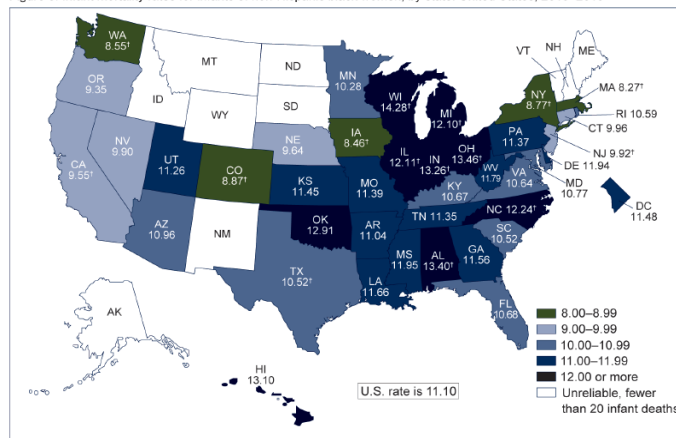 WA
8.55†
OR
9.35
CA
9.55†
NV
9.90
ID
MT
WY
UT
11.26
AZ
10.96
CO
8.87†
NM
ND
SD
NE
9.64
KS
11.45
OK
12.91
TX
10.52†
MN
10.28
IA
8.46†
MO
11.39
AR
11.04
LA
11.66
WI
14.28†
IL
12.11†
MI
12.10†
IN
13.26†
OH
13.46†
KY
10.67
TN 11.35
MS
11.95
AL
13.40†
GA
11.56
FL
10.68
SC
10.52
NC 12.24†
VA
10.64
WV
11.79
PA
11.37
NY
8.77†
VT
NH
ME
MA 8.27†
RI 10.59
CT 9.96
NJ 9.92†
DE 11.94
MD
10.77
DC
11.48
AK
HI
13.10
U.S. rate is 11.10
8.00–8.99
9.00–9.99
10.00–10.99
11.00–11.99
12.00 or more
Unreliable, fewer
than 20 infant deaths